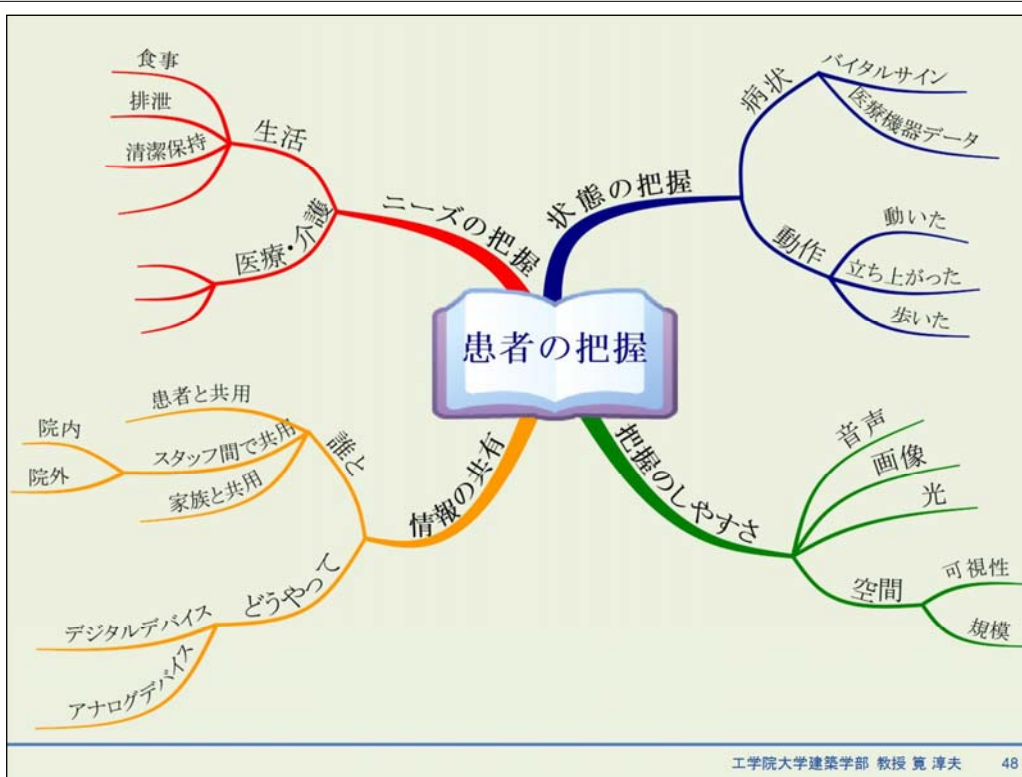 患者の把握
状態の把握
病状
バイタルサイン
医療機器データ
動作
動いた
立ち上がった
歩いた
把握のしやすさ
音声
画像
光
空間
可視性
規模
情報の共有
誰と
患者と共用
スタッフ間で共用
院内
院外
家族と共用
どうやって
デジタルデバイス
アナログデバイス
ニーズの把握
生活
食事
排泄
清潔保持
医療・介護
工学院大学建築学部 教授 筧 淳夫 48